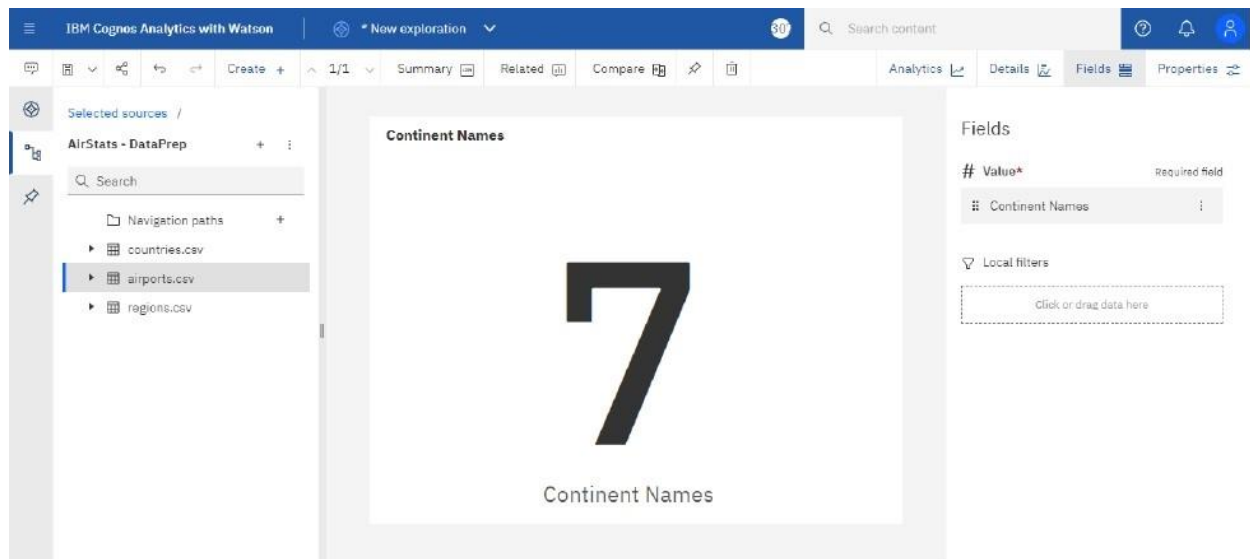 IBM Cognos Analytics with Watson
* New exploration
30
Search content
Create +
1/1
Summary
Related
Compare
Analytics
Details
Fields
Properties
Selected sources /
AirStats - DataPrep
Search
Navigation paths
countries.csv
airports.csv
regions.csv
Continent Names
7
Continent Names
Fields
# Value*
Required field
Continent Names
Local filters
Click or drag data here